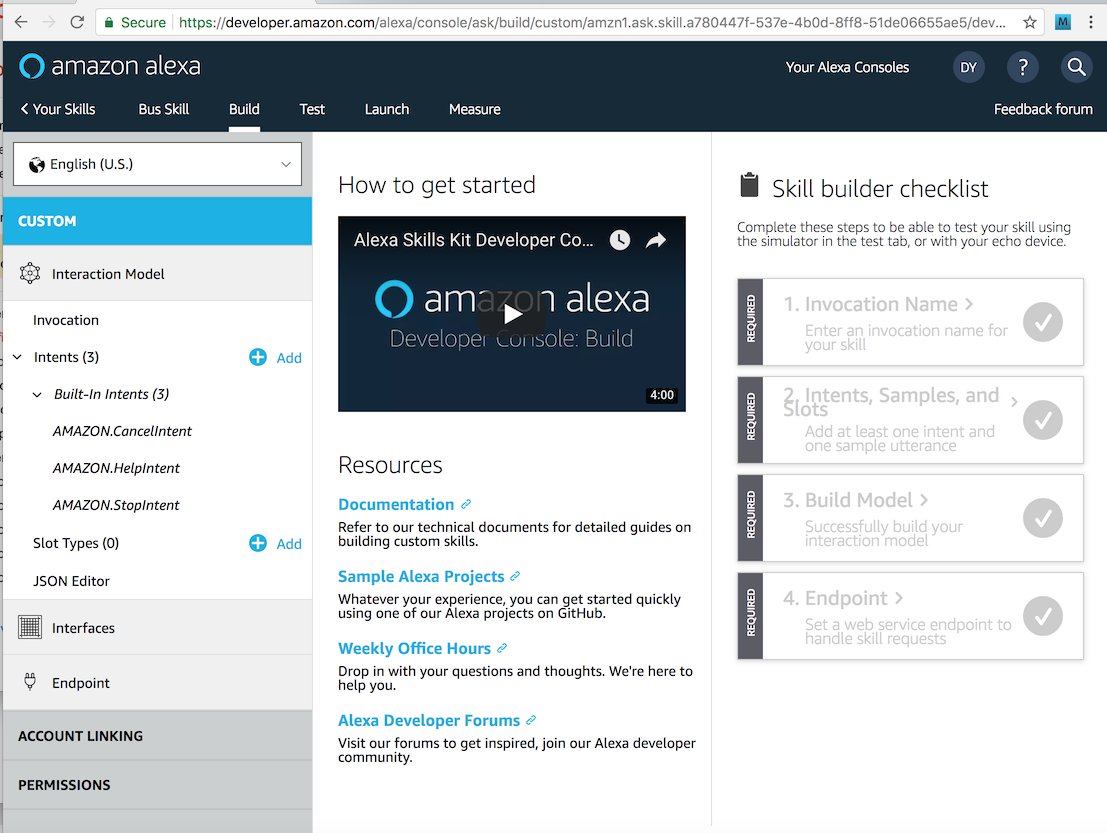 Secure
https://developer.amazon.com/alexa/console/ask/build/custom/amzn1.ask.skill.a780447f-537e-4b0d-8ff8-51de06655ae5/dev...
M
amazon alexa
Your Alexa Consoles
DY
?
Your Skills
Bus Skill
Build
Test
Launch
Measure
Feedback forum
English (U.S.)
CUSTOM
Interaction Model
Invocation
Intents (3)
Add
Built-In Intents (3)
AMAZON.CancelIntent
AMAZON.HelpIntent
AMAZON.StopIntent
Slot Types (0)
Add
JSON Editor
Interfaces
Endpoint
ACCOUNT LINKING
PERMISSIONS
How to get started
Alexa Skills Kit Developer Co...
amazon alexa
Developer Console: Build
4:00
Resources
Documentation
Refer to our technical documents for detailed guides on
building custom skills.
Sample Alexa Projects
Whatever your experience, you can get started quickly
using one of our Alexa projects on GitHub.
Weekly Office Hours
Drop in with your questions and thoughts. We're here to
help you.
Alexa Developer Forums
Visit our forums to get inspired, join our Alexa developer
community.
Skill builder checklist
Complete these steps to be able to test your skill using
the simulator in the test tab, or with your echo device.
REQUIRED
1. Invocation Name
Enter an invocation name for
your skill
REQUIRED
2. Intents, Samples, and
Slots
Add at least one intent and
one sample utterance
REQUIRED
3. Build Model
Successfully build your
interaction model
REQUIRED
4. Endpoint
Set a web service endpoint to
handle skill requests